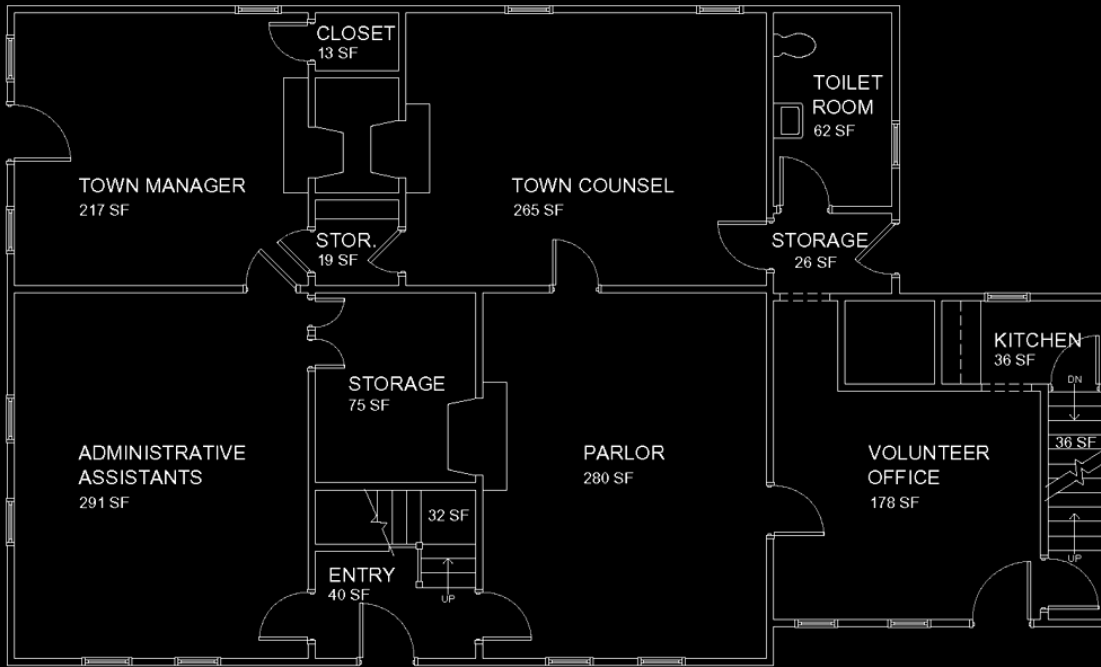 CLOSET
13 SF
TOILET
ROOM
62 SF
TOWN MANAGER
217 SF
TOWN COUNSEL
265 SF
STOR.
19 SF
STORAGE
26 SF
KITCHEN
36 SF
DN
STORAGE
75 SF
ADMINISTRATIVE
ASSISTANTS
291 SF
PARLOR
280 SF
VOLUNTEER
OFFICE
178 SF
36 SF
UP
32 SF
ENTRY
40 SF
UP